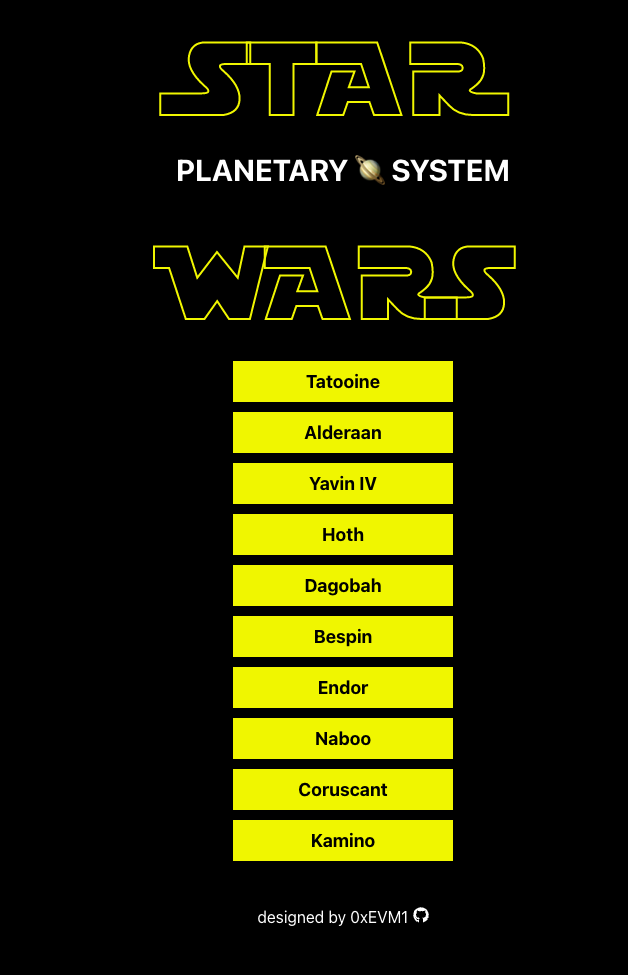 STAR
PLANETARY 🪐 SYSTEM
WARS
Tatooine
Alderaan
Yavin IV
Hoth
Dagobah
Bespin
Endor
Naboo
Coruscant
Kamino
designed by 0xEVM1